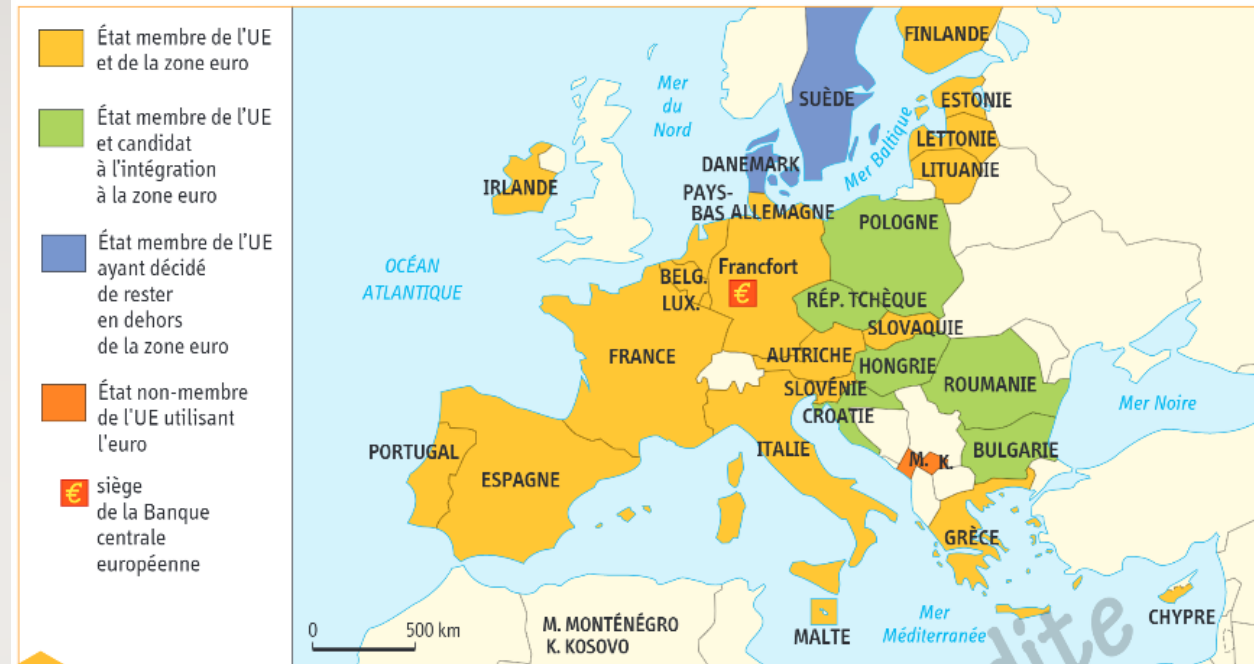 État membre de l'UE
et de la zone euro
État membre de l'UE
et candidat
à l'intégration
à la zone euro
État membre de l'UE
ayant décidé
de rester
en dehors
de la zone euro
État non-membre
de l'UE utilisant
l'euro
€ siège
de la Banque
centrale
européenne
FINLANDE
Mer
du
Nord
SUÈDE
ESTONIE
Mer Baltique
LETTONIE
LITUANIE
DANEMARK
IRLANDE
PAYS-
BAS
ALLEMAGNE
POLOGNE
OCÉAN
ATLANTIQUE
BELG.
Francfort
€
LUX.
RÉP. TCHÈQUE
SLOVAQUIE
FRANCE
AUTRICHE
HONGRIE
ROUMANIE
SLOVÉNIE
CROATIE
Mer Noire
PORTUGAL
ESPAGNE
ITALIE
M. K.
BULGARIE
GRÈCE
CHYPRE
MALTE
Mer
Méditerranée
0 500 km
M. MONTÉNÉGRO
K. KOSOVO
dite